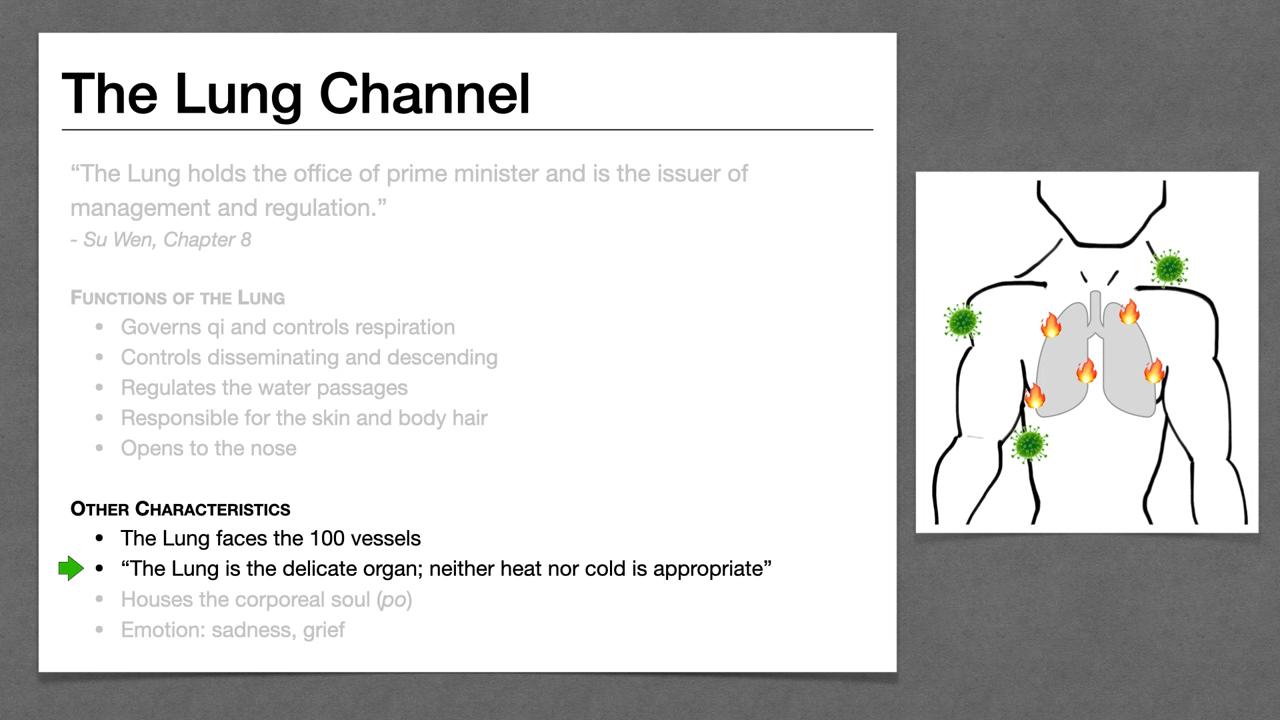 The Lung Channel
“The Lung holds the office of prime minister and is the issuer of
management and regulation.”
- Su Wen, Chapter 8
FUNCTIONS OF THE LUNG
• Governs qi and controls respiration
• Controls disseminating and descending
• Regulates the water passages
• Responsible for the skin and body hair
• Opens to the nose
OTHER CHARACTERISTICS
• The Lung faces the 100 vessels
• “The Lung is the delicate organ; neither heat nor cold is appropriate”
• Houses the corporeal soul (po)
• Emotion: sadness, grief